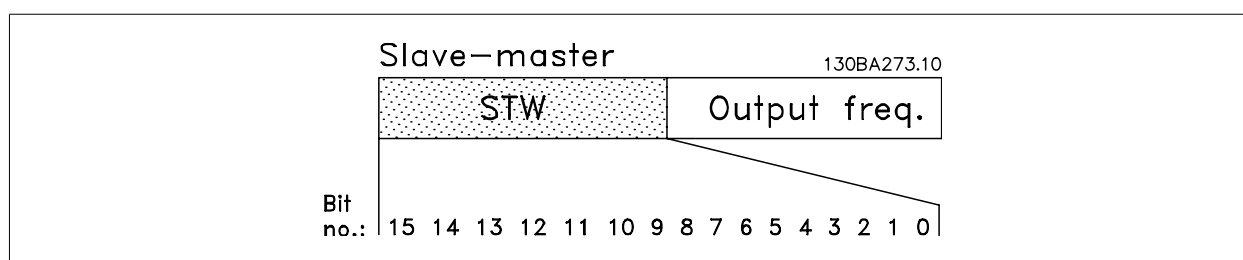 Slave-master 130BA273.10
STW Output freq.
Bit
no.: 15 14 13 12 11 10 9 8 7 6 5 4 3 2 1 0